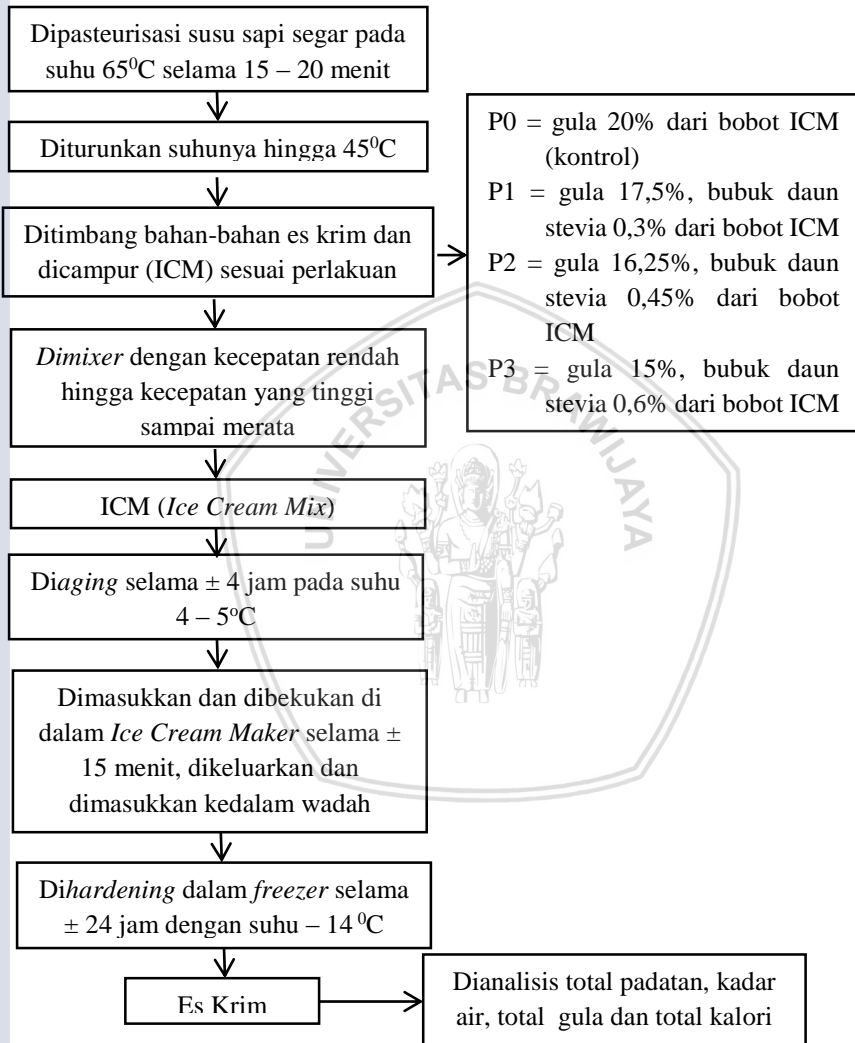 Dipasteurisasi susu sapi segar pada
suhu 65⁰C selama 15 – 20 menit
Diturunkan suhunya hingga 45⁰C
Ditimbang bahan-bahan es krim dan
dicampur (ICM) sesuai perlakuan
P0 = gula 20% dari bobot ICM
(kontrol)
P1 = gula 17,5%, bubuk daun
stevia 0,3% dari bobot ICM
P2 = gula 16,25%, bubuk daun
stevia 0,45% dari bobot
ICM
P3 = gula 15%, bubuk daun
stevia 0,6% dari bobot ICM
Dimixer dengan kecepatan rendah
hingga kecepatan yang tinggi
sampai merata
ICM (Ice Cream Mix)
Diaging selama ± 4 jam pada suhu
4 – 5°C
Dimasukkan dan dibekukan di
dalam Ice Cream Maker selama ±
15 menit, dikeluarkan dan
dimasukkan kedalam wadah
Dihardening dalam freezer selama
± 24 jam dengan suhu – 14 ⁰C
Es Krim
Dianalisis total padatan, kadar
air, total gula dan total kalori
UNIVERSITAS BRAWIJAYA